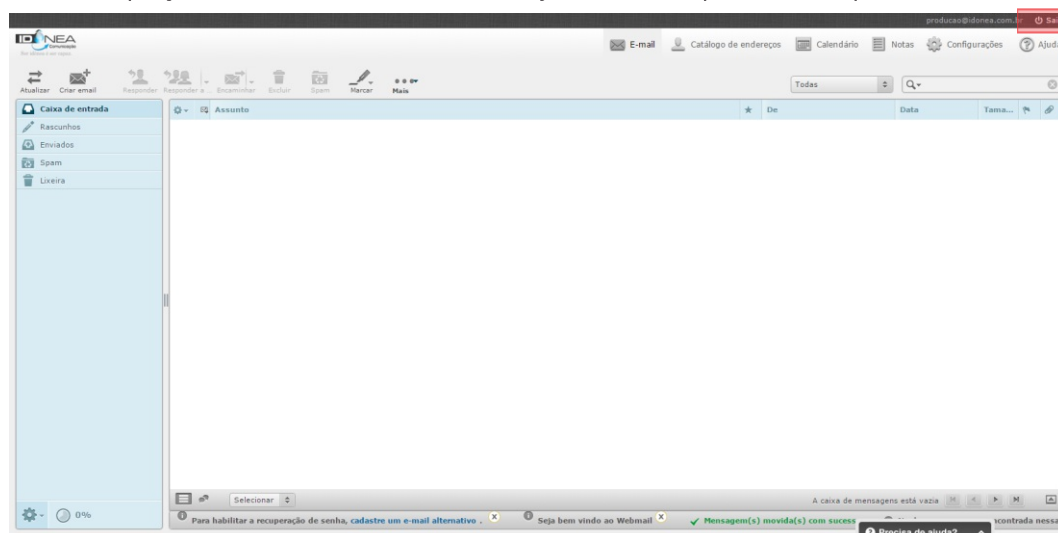 producao@idonea.com.br Sai
IDONEA
Comunicação
E-mail Catálogo de endereços Calendário Notas Configurações Ajuda
Atualizar Criar email Responder Responder a... Encaminhar Excluir Spam Marcar Mais
Todas
Caixa de entrada
Assunto De Data Tama...
Rascunhos
Enviados
Spam
Lixeira
Selecionar A caixa de mensagens está vazia
0% Para habilitar a recuperação de senha, cadastre um e-mail alternativo . Seja bem vindo ao Webmail Mensagem(s) movida(s) com sucess
Precisa de ajuda?